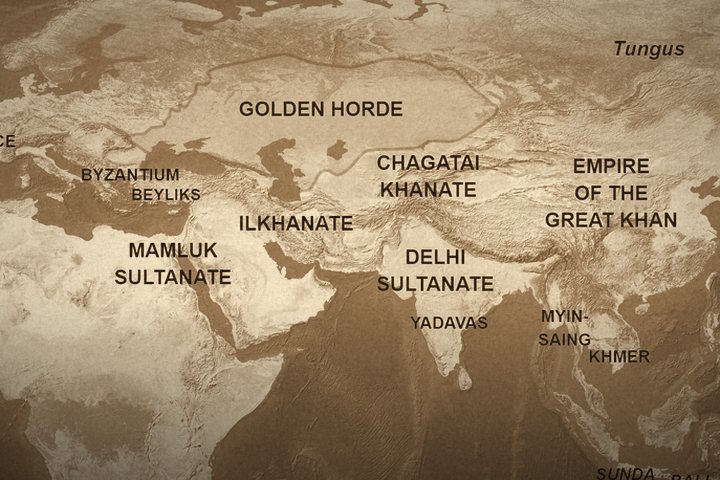 Tungus
GOLDEN HORDE
CE
BYZANTIUM
BEYLIKS
CHAGATAI
KHANATE
EMPIRE
OF THE
GREAT KHAN
ILKHANATE
MAMLUK
SULTANATE
DELHI
SULTANATE
YADAVAS
MYIN-
SAING
KHMER
SUNDA